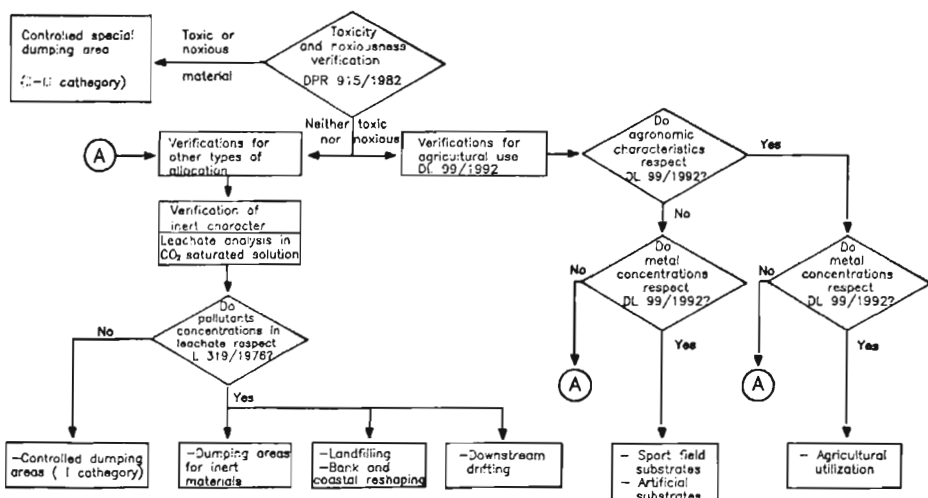 Controlled special
dumping area
cathegory)
Toxic or
noxious
material
Toxicity
and noxiousness
verification
DPR 915/1982
Neither toxic
nor noxious
A
Verifications for
other types of
allocation
Verifications for
agricultural use
DL 99/1992
Do
agronomic
characteristics
respect
DL 99/1992?
Yes
No
Verification of
inert character
Leachate analysis in
CO₂ saturated solution
Do
metal
concentrations
respect
DL 99/1992?
No
Yes
A
Do
metal
concentrations
respect
DL 99/1992?
No
Yes
A
Do
pollutants
concentrations in
leachate respect
L 319/1976?
No
Yes
-Controlled dumping
areas ( cathegory)
-Dumping areas
for inert
materials
-Landfilling
-Bank and
coastal reshaping
-Downstream
drifting
- Sport field
substrates
- Artificial
substrates
- Agricultural
utilization